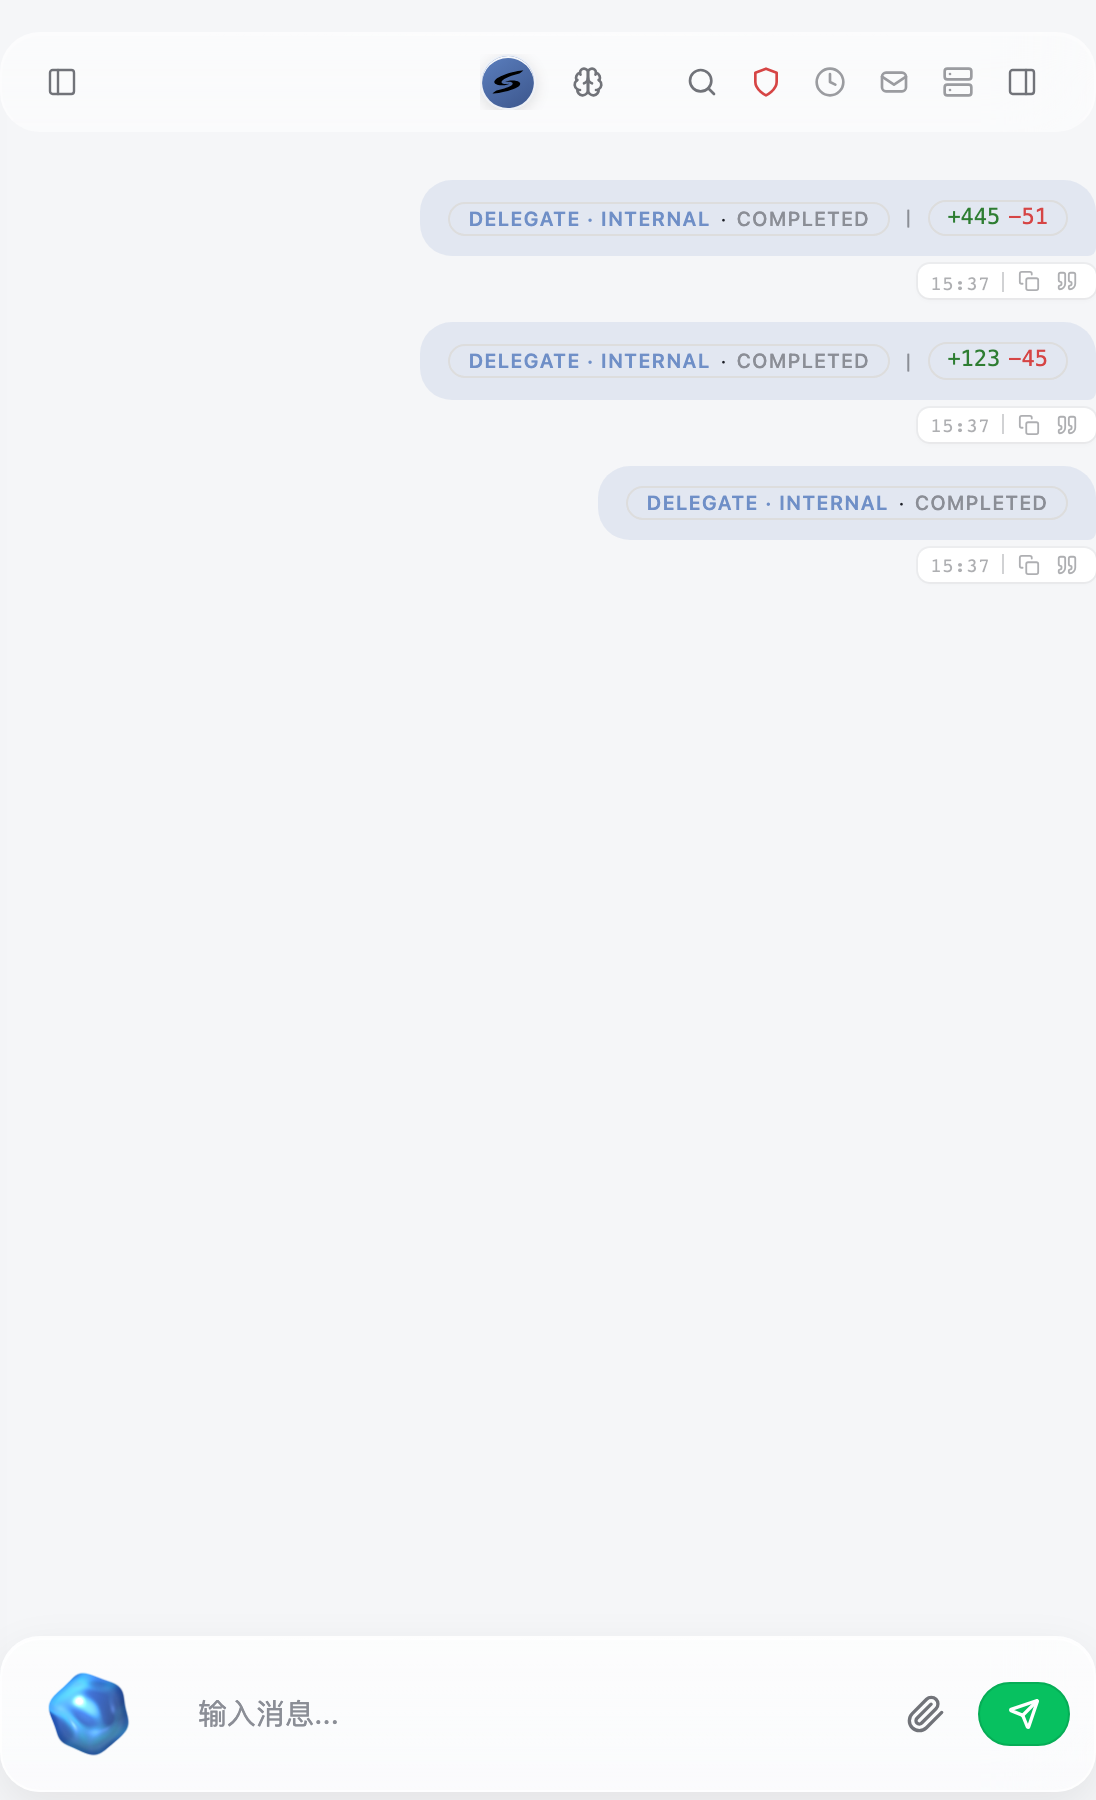 DELEGATE · INTERNAL · COMPLETED | +445 −51
15:37
DELEGATE · INTERNAL · COMPLETED | +123 −45
15:37
DELEGATE · INTERNAL · COMPLETED
15:37
输入消息...